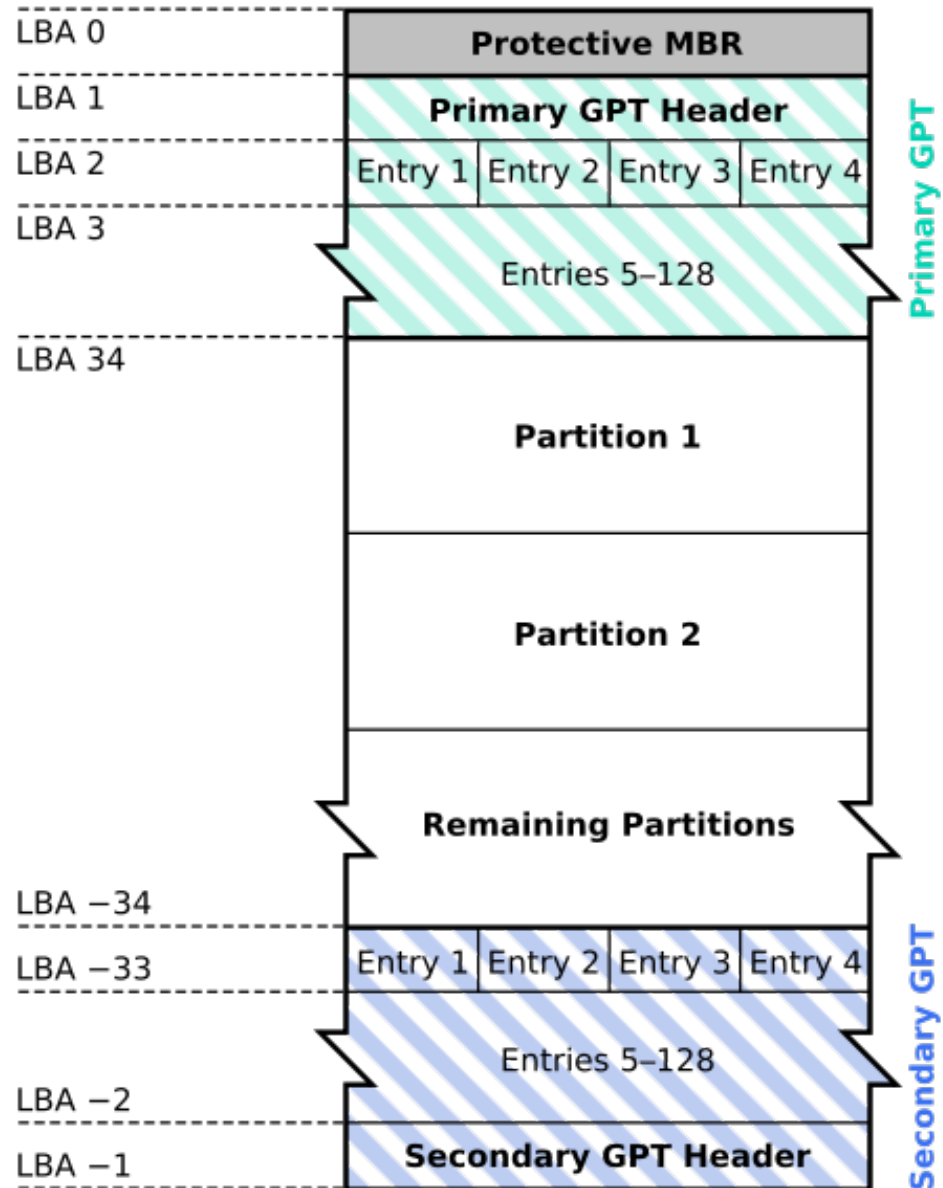 LBA 0
Protective MBR
LBA 1
Primary GPT Header
LBA 2
Entry 1 Entry 2 Entry 3 Entry 4
LBA 3
Entries 5–128
Primary GPT
LBA 34
Partition 1
Partition 2
Remaining Partitions
LBA −34
LBA −33
Entry 1 Entry 2 Entry 3 Entry 4
Entries 5–128
LBA −2
Secondary GPT Header
LBA −1
Secondary GPT